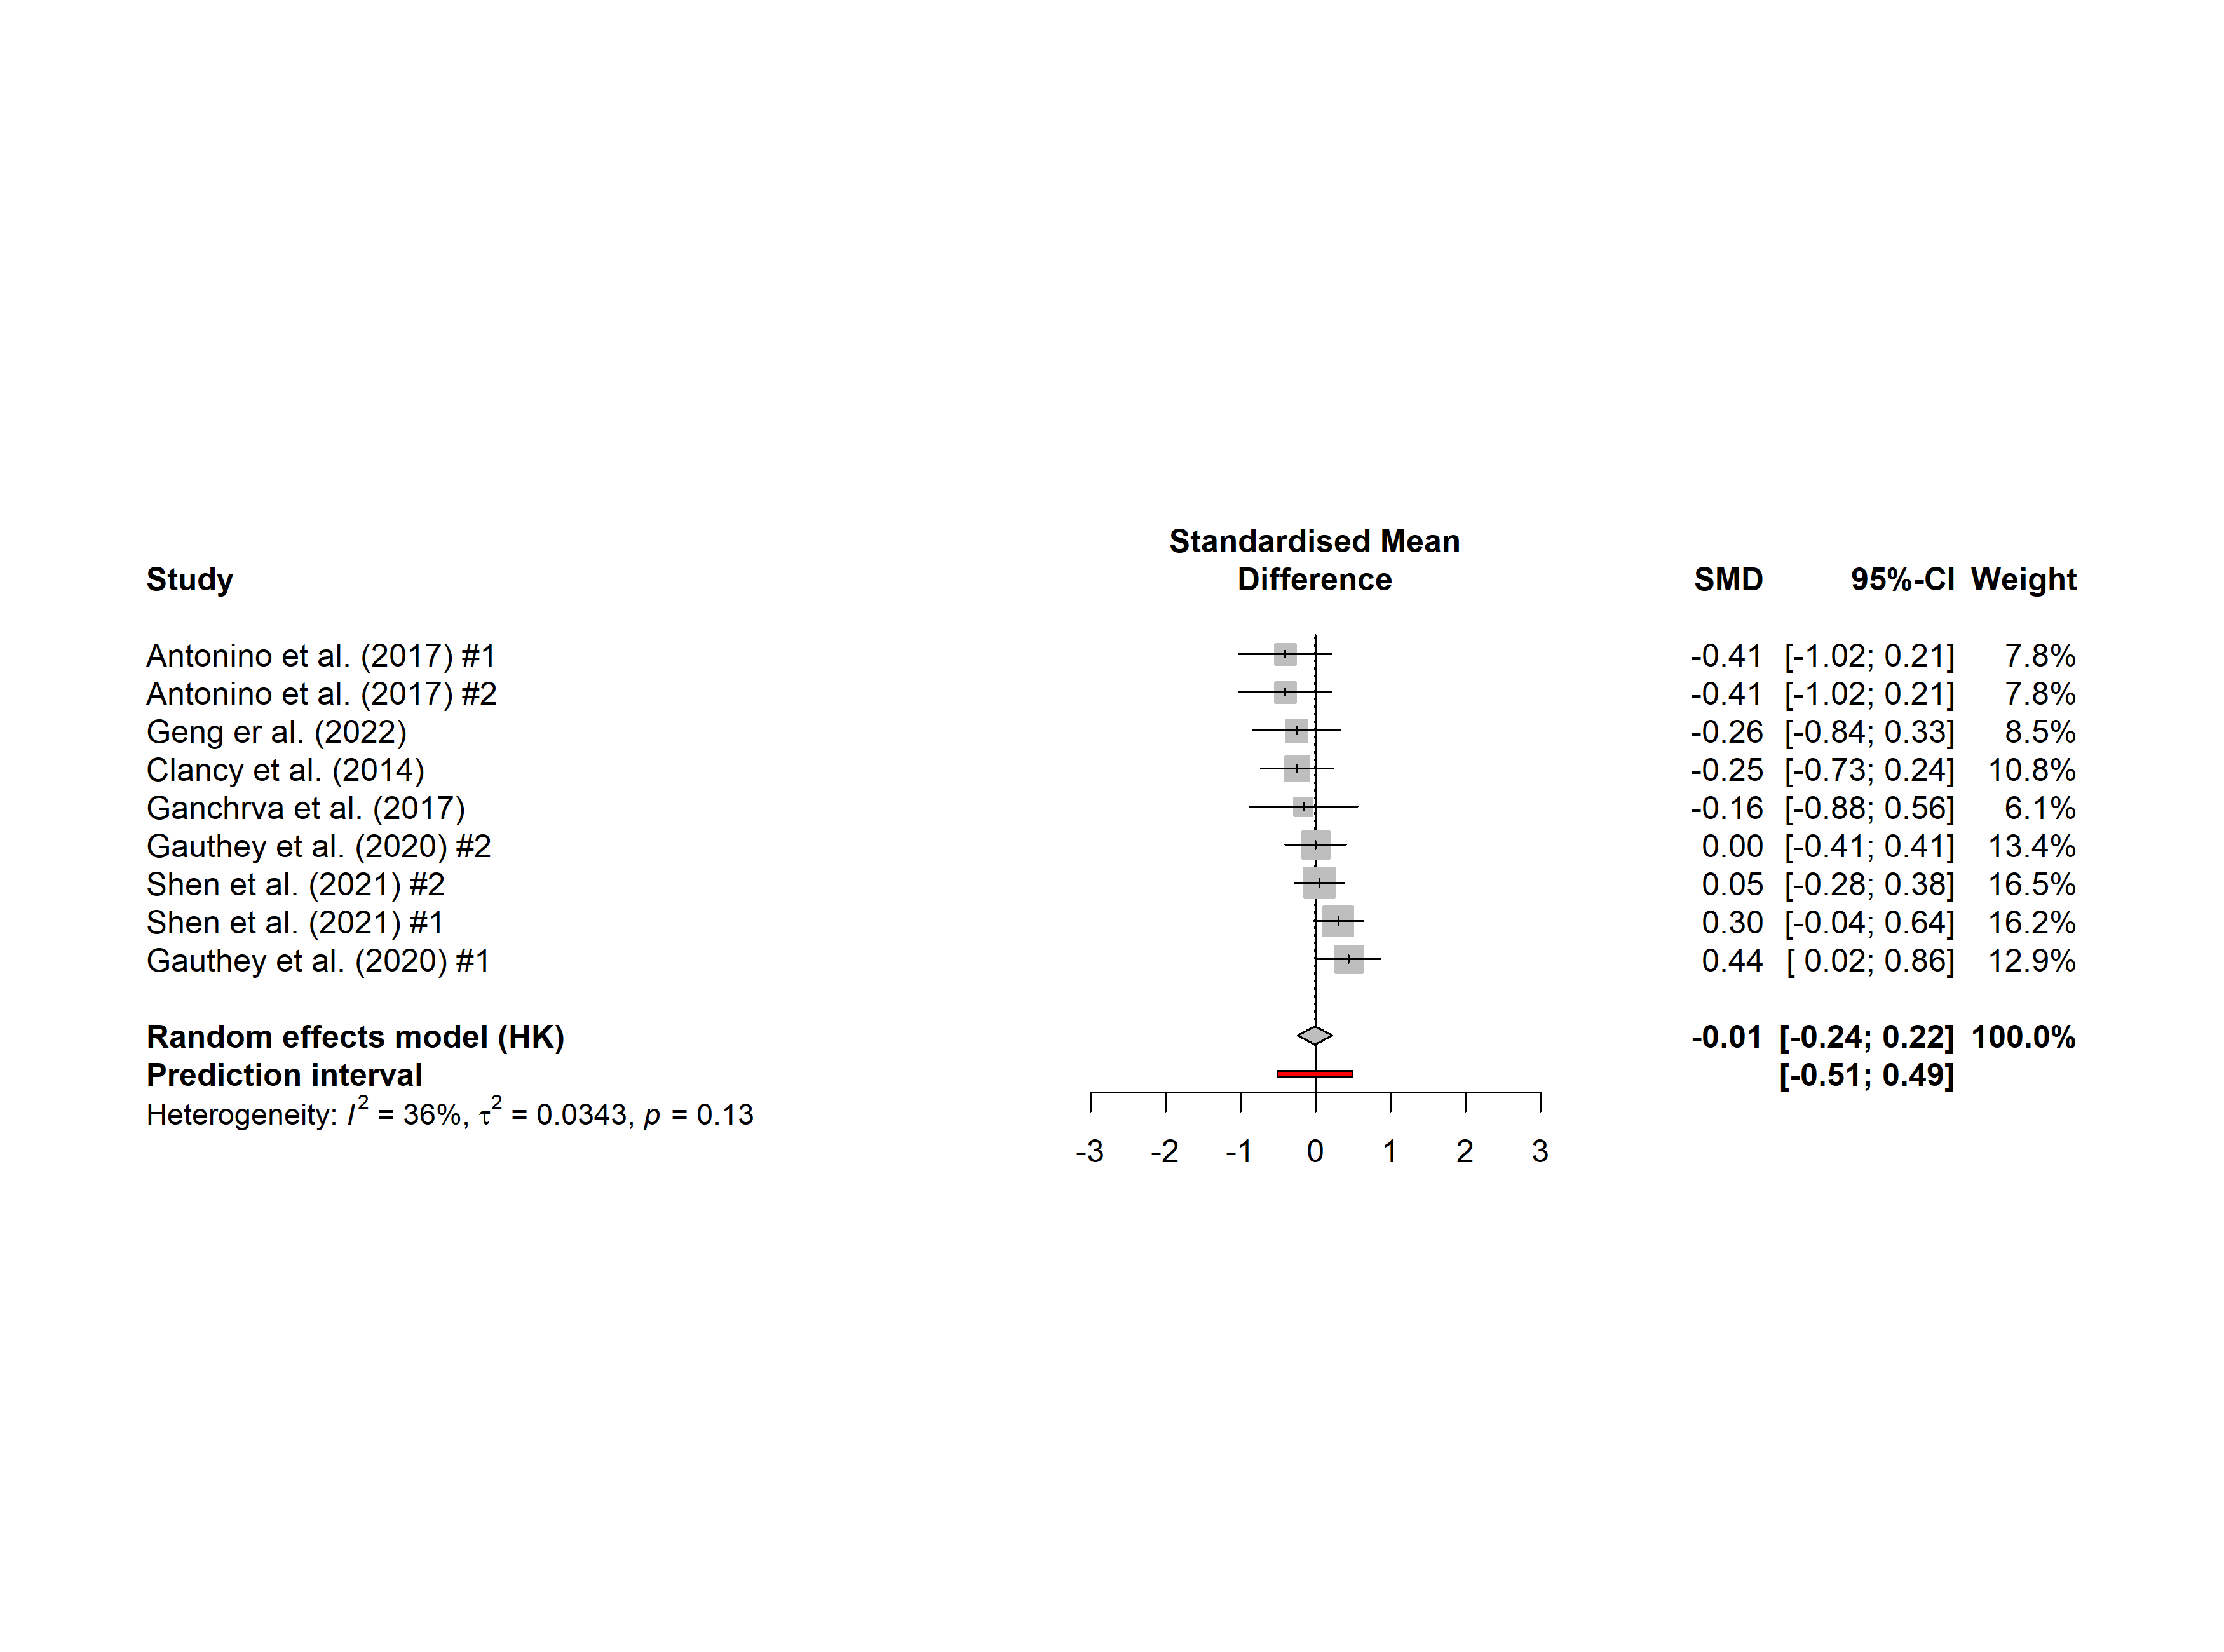 Standardised Mean
Study Difference SMD 95%-CI Weight
Antonino et al. (2017) #1 -0.41 [-1.02; 0.21] 7.8%
Antonino et al. (2017) #2 -0.41 [-1.02; 0.21] 7.8%
Geng er al. (2022) -0.26 [-0.84; 0.33] 8.5%
Clancy et al. (2014) -0.25 [-0.73; 0.24] 10.8%
Ganchrva et al. (2017) -0.16 [-0.88; 0.56] 6.1%
Gauthey et al. (2020) #2 0.00 [-0.41; 0.41] 13.4%
Shen et al. (2021) #2 0.05 [-0.28; 0.38] 16.5%
Shen et al. (2021) #1 0.30 [-0.04; 0.64] 16.2%
Gauthey et al. (2020) #1 0.44 [ 0.02; 0.86] 12.9%
Random effects model (HK) -0.01 [-0.24; 0.22] 100.0%
Prediction interval [-0.51; 0.49]
Heterogeneity: I² = 36%, τ² = 0.0343, p = 0.13
-3 -2 -1 0 1 2 3